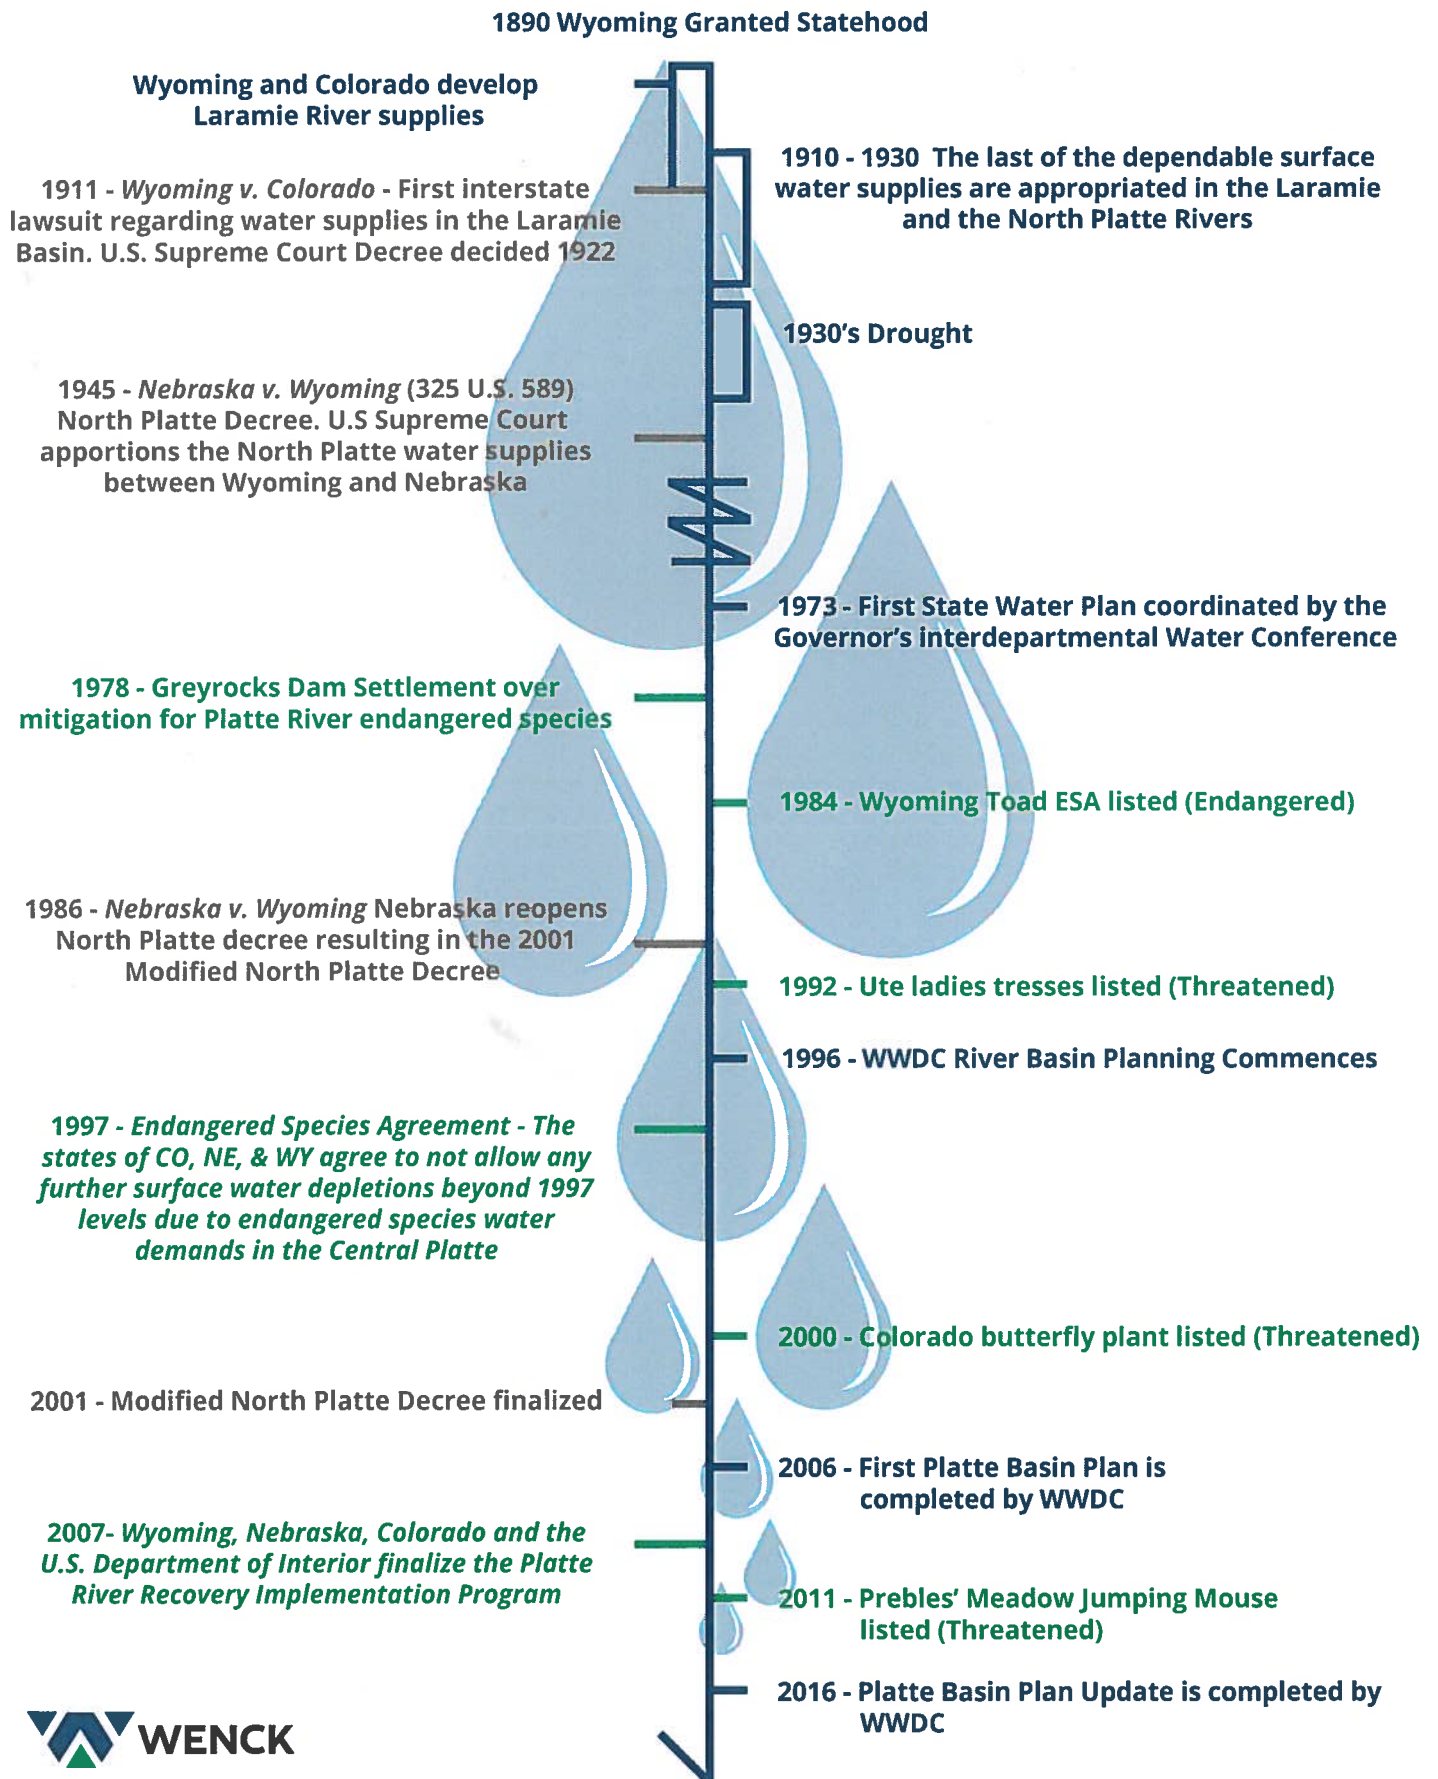 1890 Wyoming Granted Statehood
Wyoming and Colorado develop
Laramie River supplies
1910 - 1930 The last of the dependable surface
water supplies are appropriated in the Laramie
and the North Platte Rivers
1911 - Wyoming v. Colorado - First interstate
lawsuit regarding water supplies in the Laramie
Basin. U.S. Supreme Court Decree decided 1922
1930's Drought
1945 - Nebraska v. Wyoming (325 U.S. 589)
North Platte Decree. U.S Supreme Court
apportions the North Platte water supplies
between Wyoming and Nebraska
1973 - First State Water Plan coordinated by the
Governor's interdepartmental Water Conference
1978 - Greyrocks Dam Settlement over
mitigation for Platte River endangered species
1984 - Wyoming Toad ESA listed (Endangered)
1986 - Nebraska v. Wyoming Nebraska reopens
North Platte decree resulting in the 2001
Modified North Platte Decree
1992 - Ute ladies tresses listed (Threatened)
1996 - WWDC River Basin Planning Commences
1997 - Endangered Species Agreement - The
states of CO, NE, & WY agree to not allow any
further surface water depletions beyond 1997
levels due to endangered species water
demands in the Central Platte
2000 - Colorado butterfly plant listed (Threatened)
2001 - Modified North Platte Decree finalized
2006 - First Platte Basin Plan is
completed by WWDC
2007- Wyoming, Nebraska, Colorado and the
U.S. Department of Interior finalize the Platte
River Recovery Implementation Program
2011 - Prebles' Meadow Jumping Mouse
listed (Threatened)
2016 - Platte Basin Plan Update is completed by
WWDC
WENCK